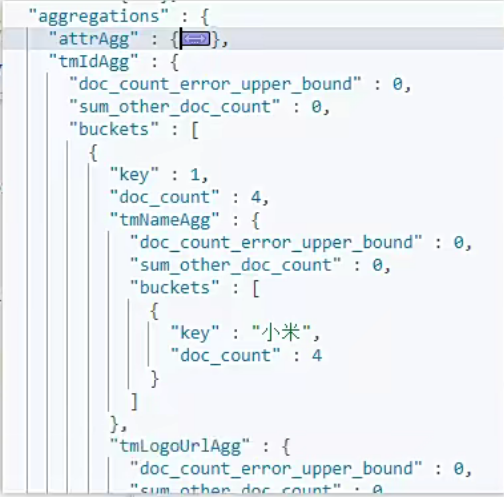 "aggregations" : {
"attrAgg" : {⟷},
"tmIdAgg" : {
"doc_count_error_upper_bound" : 0,
"sum_other_doc_count" : 0,
"buckets" : [
{
"key" : 1,
"doc_count" : 4,
"tmNameAgg" : {
"doc_count_error_upper_bound" : 0,
"sum_other_doc_count" : 0,
"buckets" : [
{
"key" : "小米",
"doc_count" : 4
}
]
},
"tmLogoUrlAgg" : {
"doc_count_error_upper_bound" : 0,
"sum_other_doc_count" : 0,